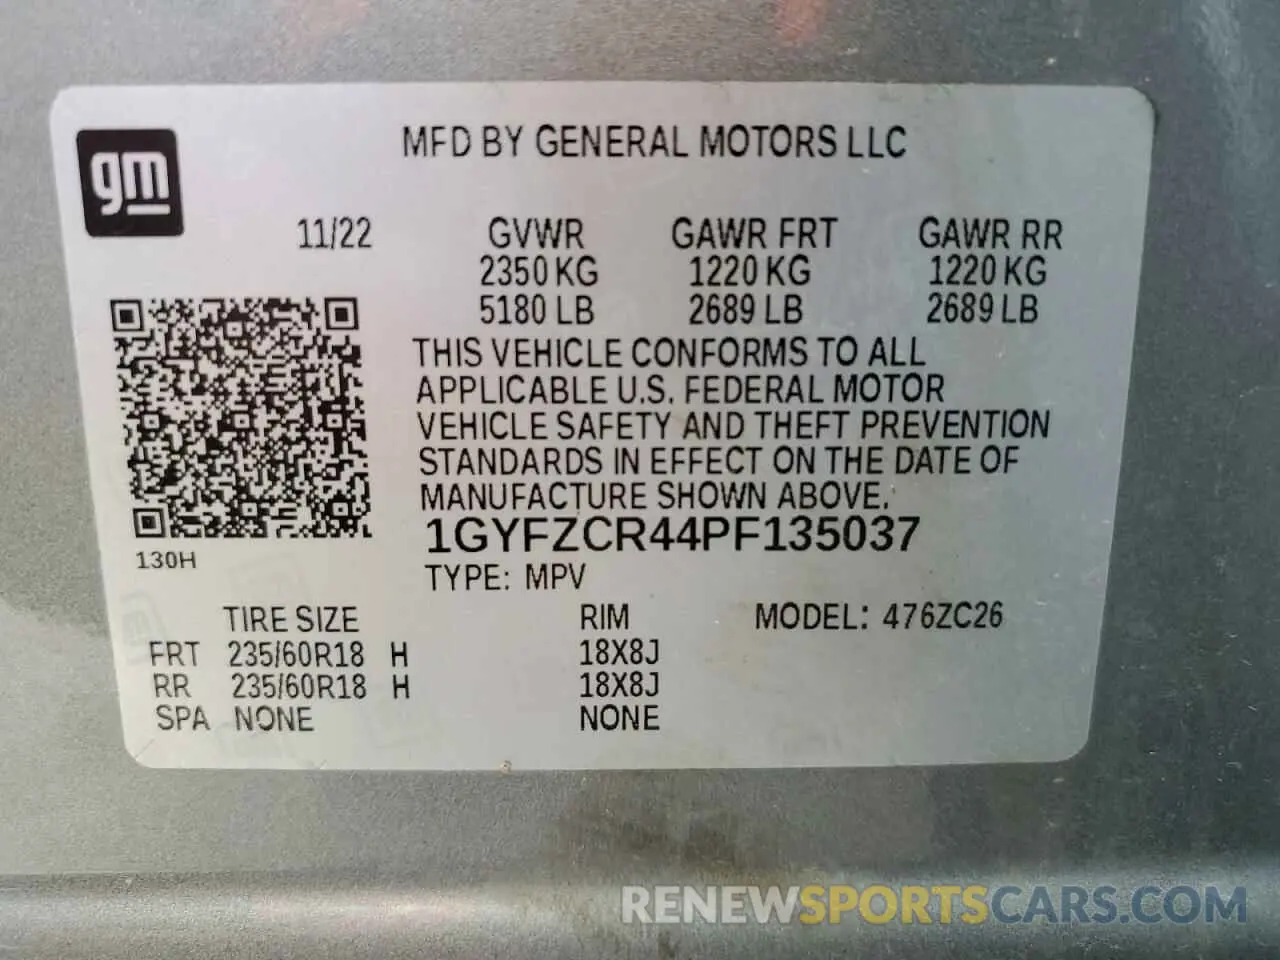 gm
MFD BY GENERAL MOTORS LLC
11/22 GVWR GAWR FRT GAWR RR
2350 KG 1220 KG 1220 KG
5180 LB 2689 LB 2689 LB
THIS VEHICLE CONFORMS TO ALL
APPLICABLE U.S. FEDERAL MOTOR
VEHICLE SAFETY AND THEFT PREVENTION
STANDARDS IN EFFECT ON THE DATE OF
MANUFACTURE SHOWN ABOVE.
1GYFZCR44PF135037
130H
TYPE: MPV
TIRE SIZE RIM MODEL: 476ZC26
FRT 235/60R18 H 18X8J
RR 235/60R18 H 18X8J
SPA NONE NONE
RENEWSPORTSCARS.COM